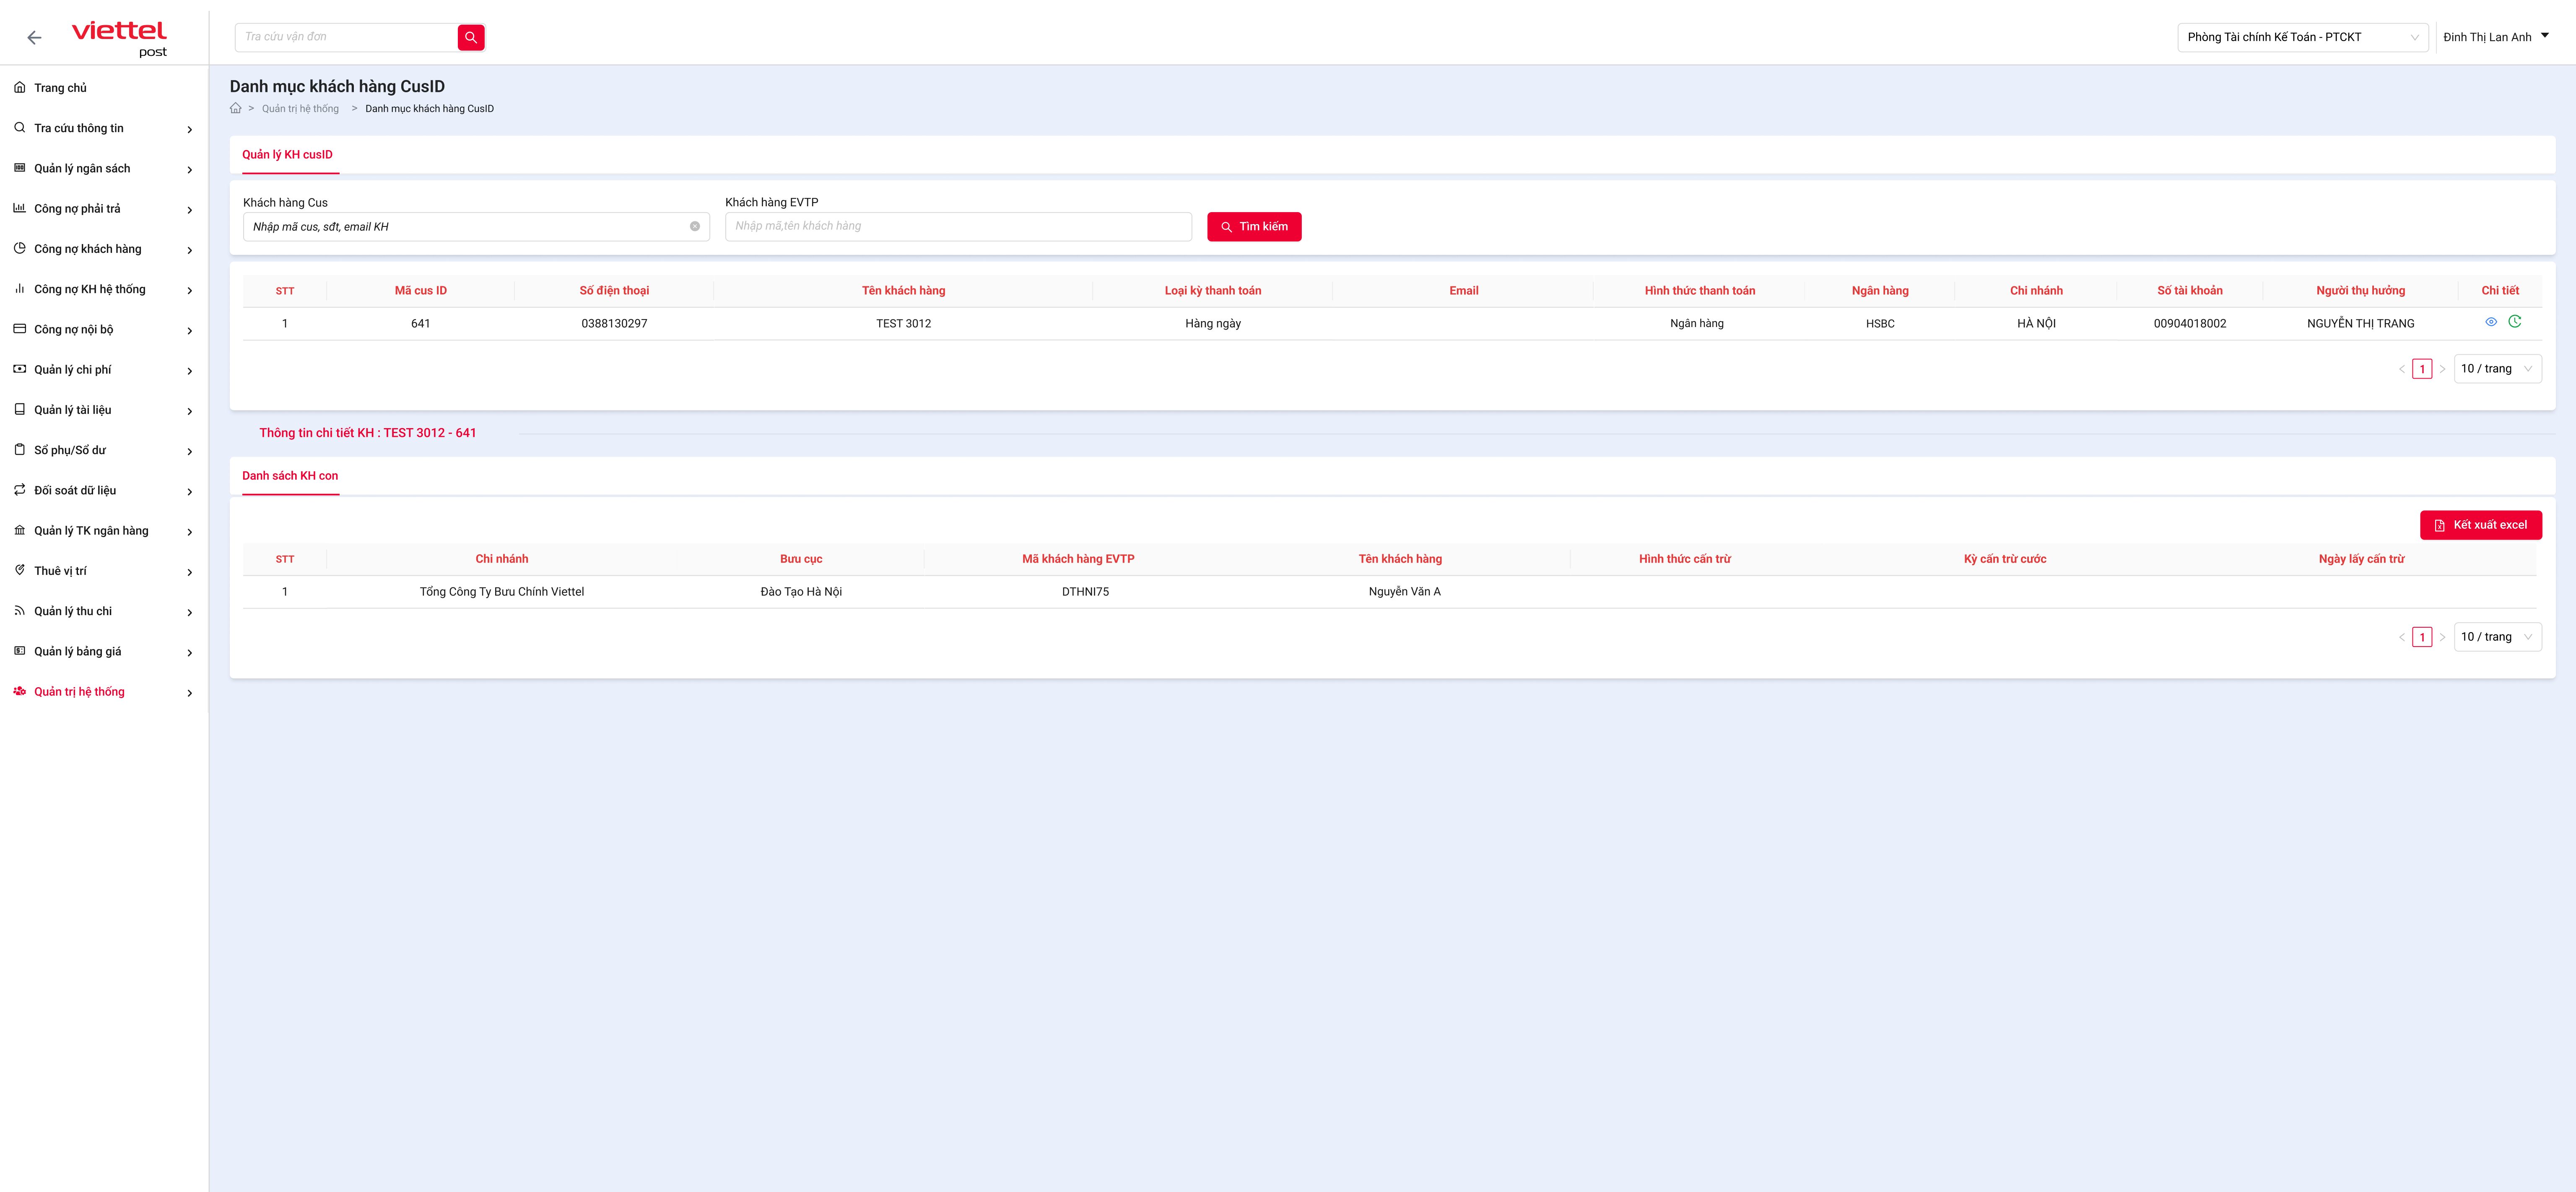 viettel
post
Tra cứu vận đơn
Phòng Tài chính Kế Toán - PTCKT
Đinh Thị Lan Anh
Trang chủ
Tra cứu thông tin
Quản lý ngân sách
Công nợ phải trả
Công nợ khách hàng
Công nợ KH hệ thống
Công nợ nội bộ
Quản lý chi phí
Quản lý tài liệu
Sổ phụ/Sổ dư
Đối soát dữ liệu
Quản lý TK ngân hàng
Thuê vị trí
Quản lý thu chi
Quản lý bảng giá
Quản trị hệ thống
Danh mục khách hàng CusID
> Quản trị hệ thống > Danh mục khách hàng CusID
Quản lý KH cusID
Khách hàng Cus Khách hàng EVTP
Nhập mã cus, sđt, email KH Nhập mã,tên khách hàng Tìm kiếm
STT Mã cus ID Số điện thoại Tên khách hàng Loại kỳ thanh toán Email Hình thức thanh toán Ngân hàng Chi nhánh Số tài khoản Người thụ hưởng Chi tiết
1 641 0388130297 TEST 3012 Hàng ngày Ngân hàng HSBC HÀ NỘI 00904018002 NGUYỄN THỊ TRANG
< 1 > 10 / trang
Thông tin chi tiết KH : TEST 3012 - 641
Danh sách KH con
Kết xuất excel
STT Chi nhánh Bưu cục Mã khách hàng EVTP Tên khách hàng Hình thức cấn trừ Kỳ cấn trừ cước Ngày lấy cấn trừ
1 Tổng Công Ty Bưu Chính Viettel Đào Tạo Hà Nội DTHNI75 Nguyễn Văn A
< 1 > 10 / trang